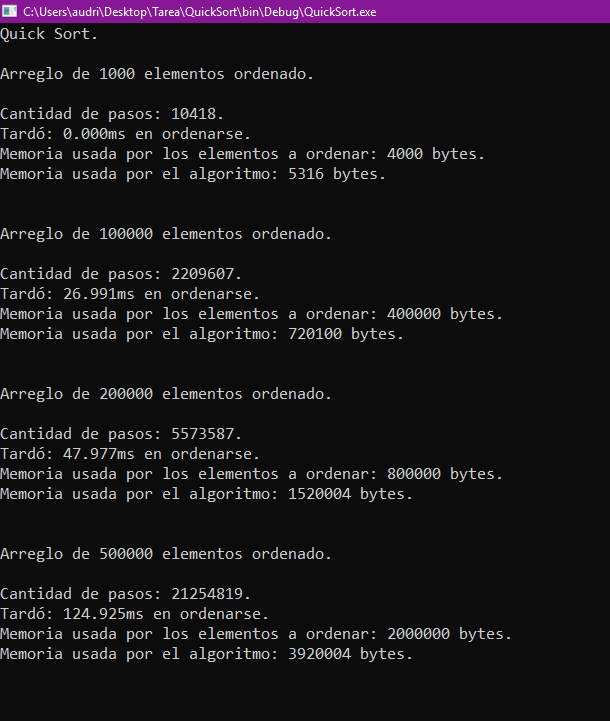 C:\Users\audri\Desktop\Tarea\QuickSort\bin\Debug\QuickSort.exe
Quick Sort.
Arreglo de 1000 elementos ordenado.
Cantidad de pasos: 10418.
Tardó: 0.000ms en ordenarse.
Memoria usada por los elementos a ordenar: 4000 bytes.
Memoria usada por el algoritmo: 5316 bytes.
Arreglo de 100000 elementos ordenado.
Cantidad de pasos: 2209607.
Tardó: 26.991ms en ordenarse.
Memoria usada por los elementos a ordenar: 400000 bytes.
Memoria usada por el algoritmo: 720100 bytes.
Arreglo de 200000 elementos ordenado.
Cantidad de pasos: 5573587.
Tardó: 47.977ms en ordenarse.
Memoria usada por los elementos a ordenar: 800000 bytes.
Memoria usada por el algoritmo: 1520004 bytes.
Arreglo de 500000 elementos ordenado.
Cantidad de pasos: 21254819.
Tardó: 124.925ms en ordenarse.
Memoria usada por los elementos a ordenar: 2000000 bytes.
Memoria usada por el algoritmo: 3920004 bytes.